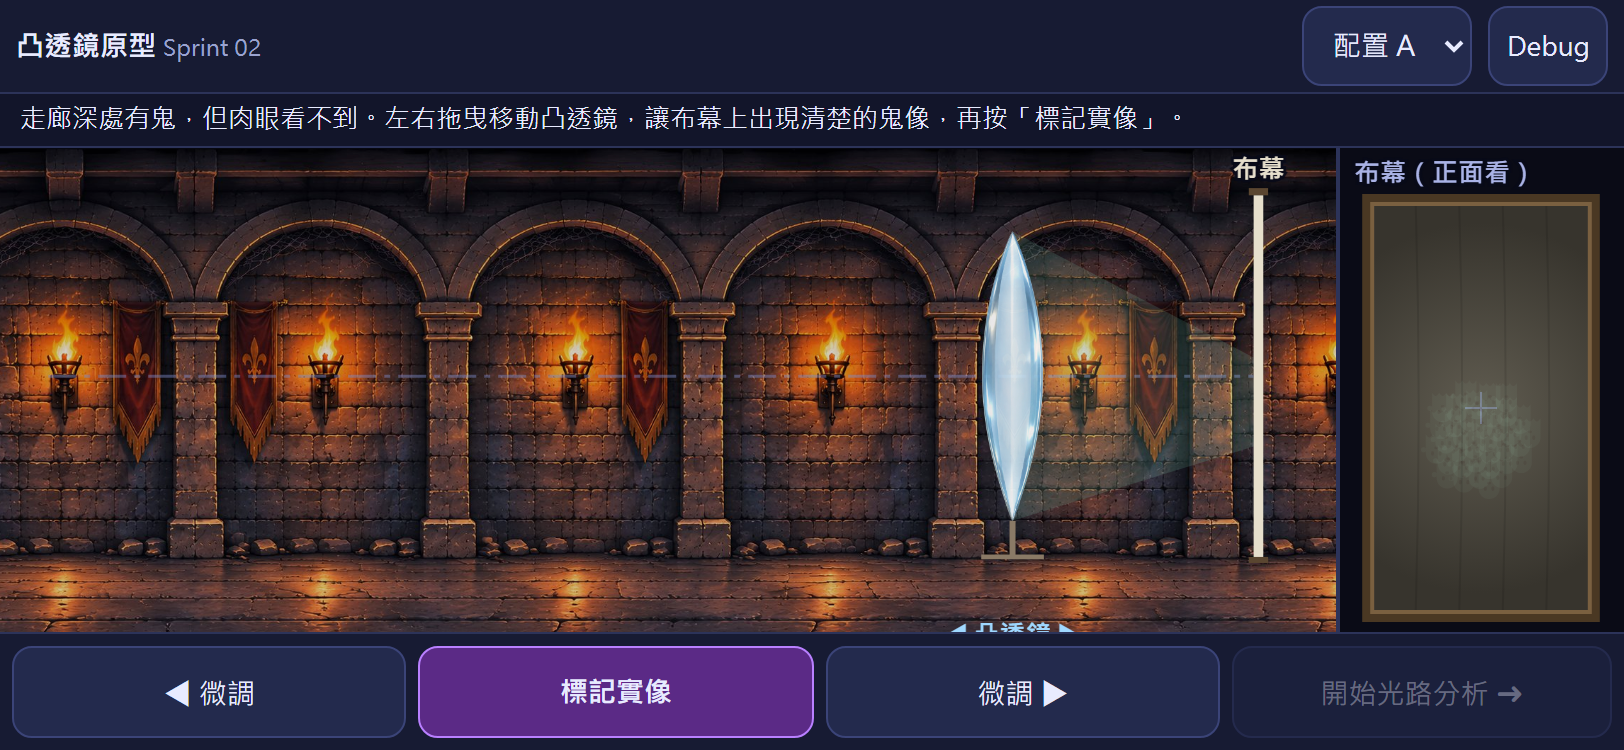 凸透鏡原型 Sprint 02
配置 A
Debug
走廊深處有鬼，但肉眼看不到。左右拖曳移動凸透鏡，讓布幕上出現清楚的鬼像，再按「標記實像」。
布幕
布幕（正面看）
◀ 凸透鏡 ▶
◀ 微調
標記實像
微調 ▶
開始光路分析 →